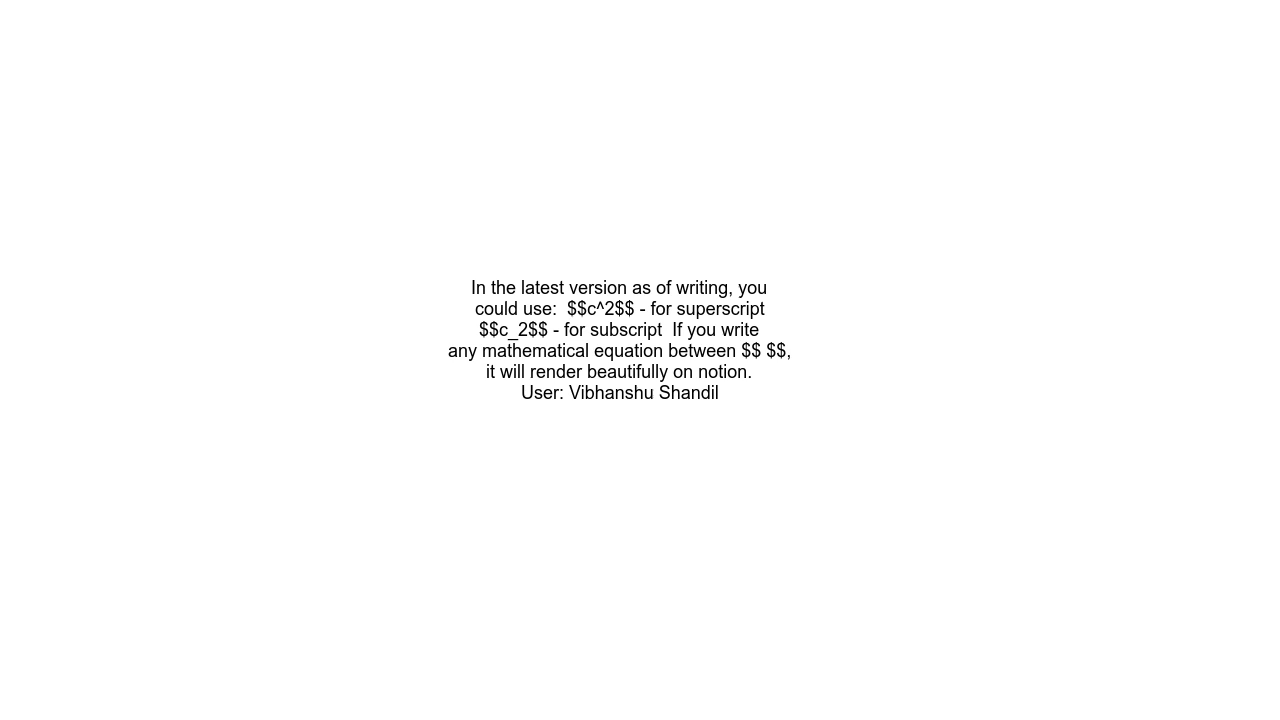 In the latest version as of writing, you
could use:  $$c^2$$ - for superscript
$$c_2$$ - for subscript  If you write
any mathematical equation between $$ $$,
it will render beautifully on notion.
User: Vibhanshu Shandil